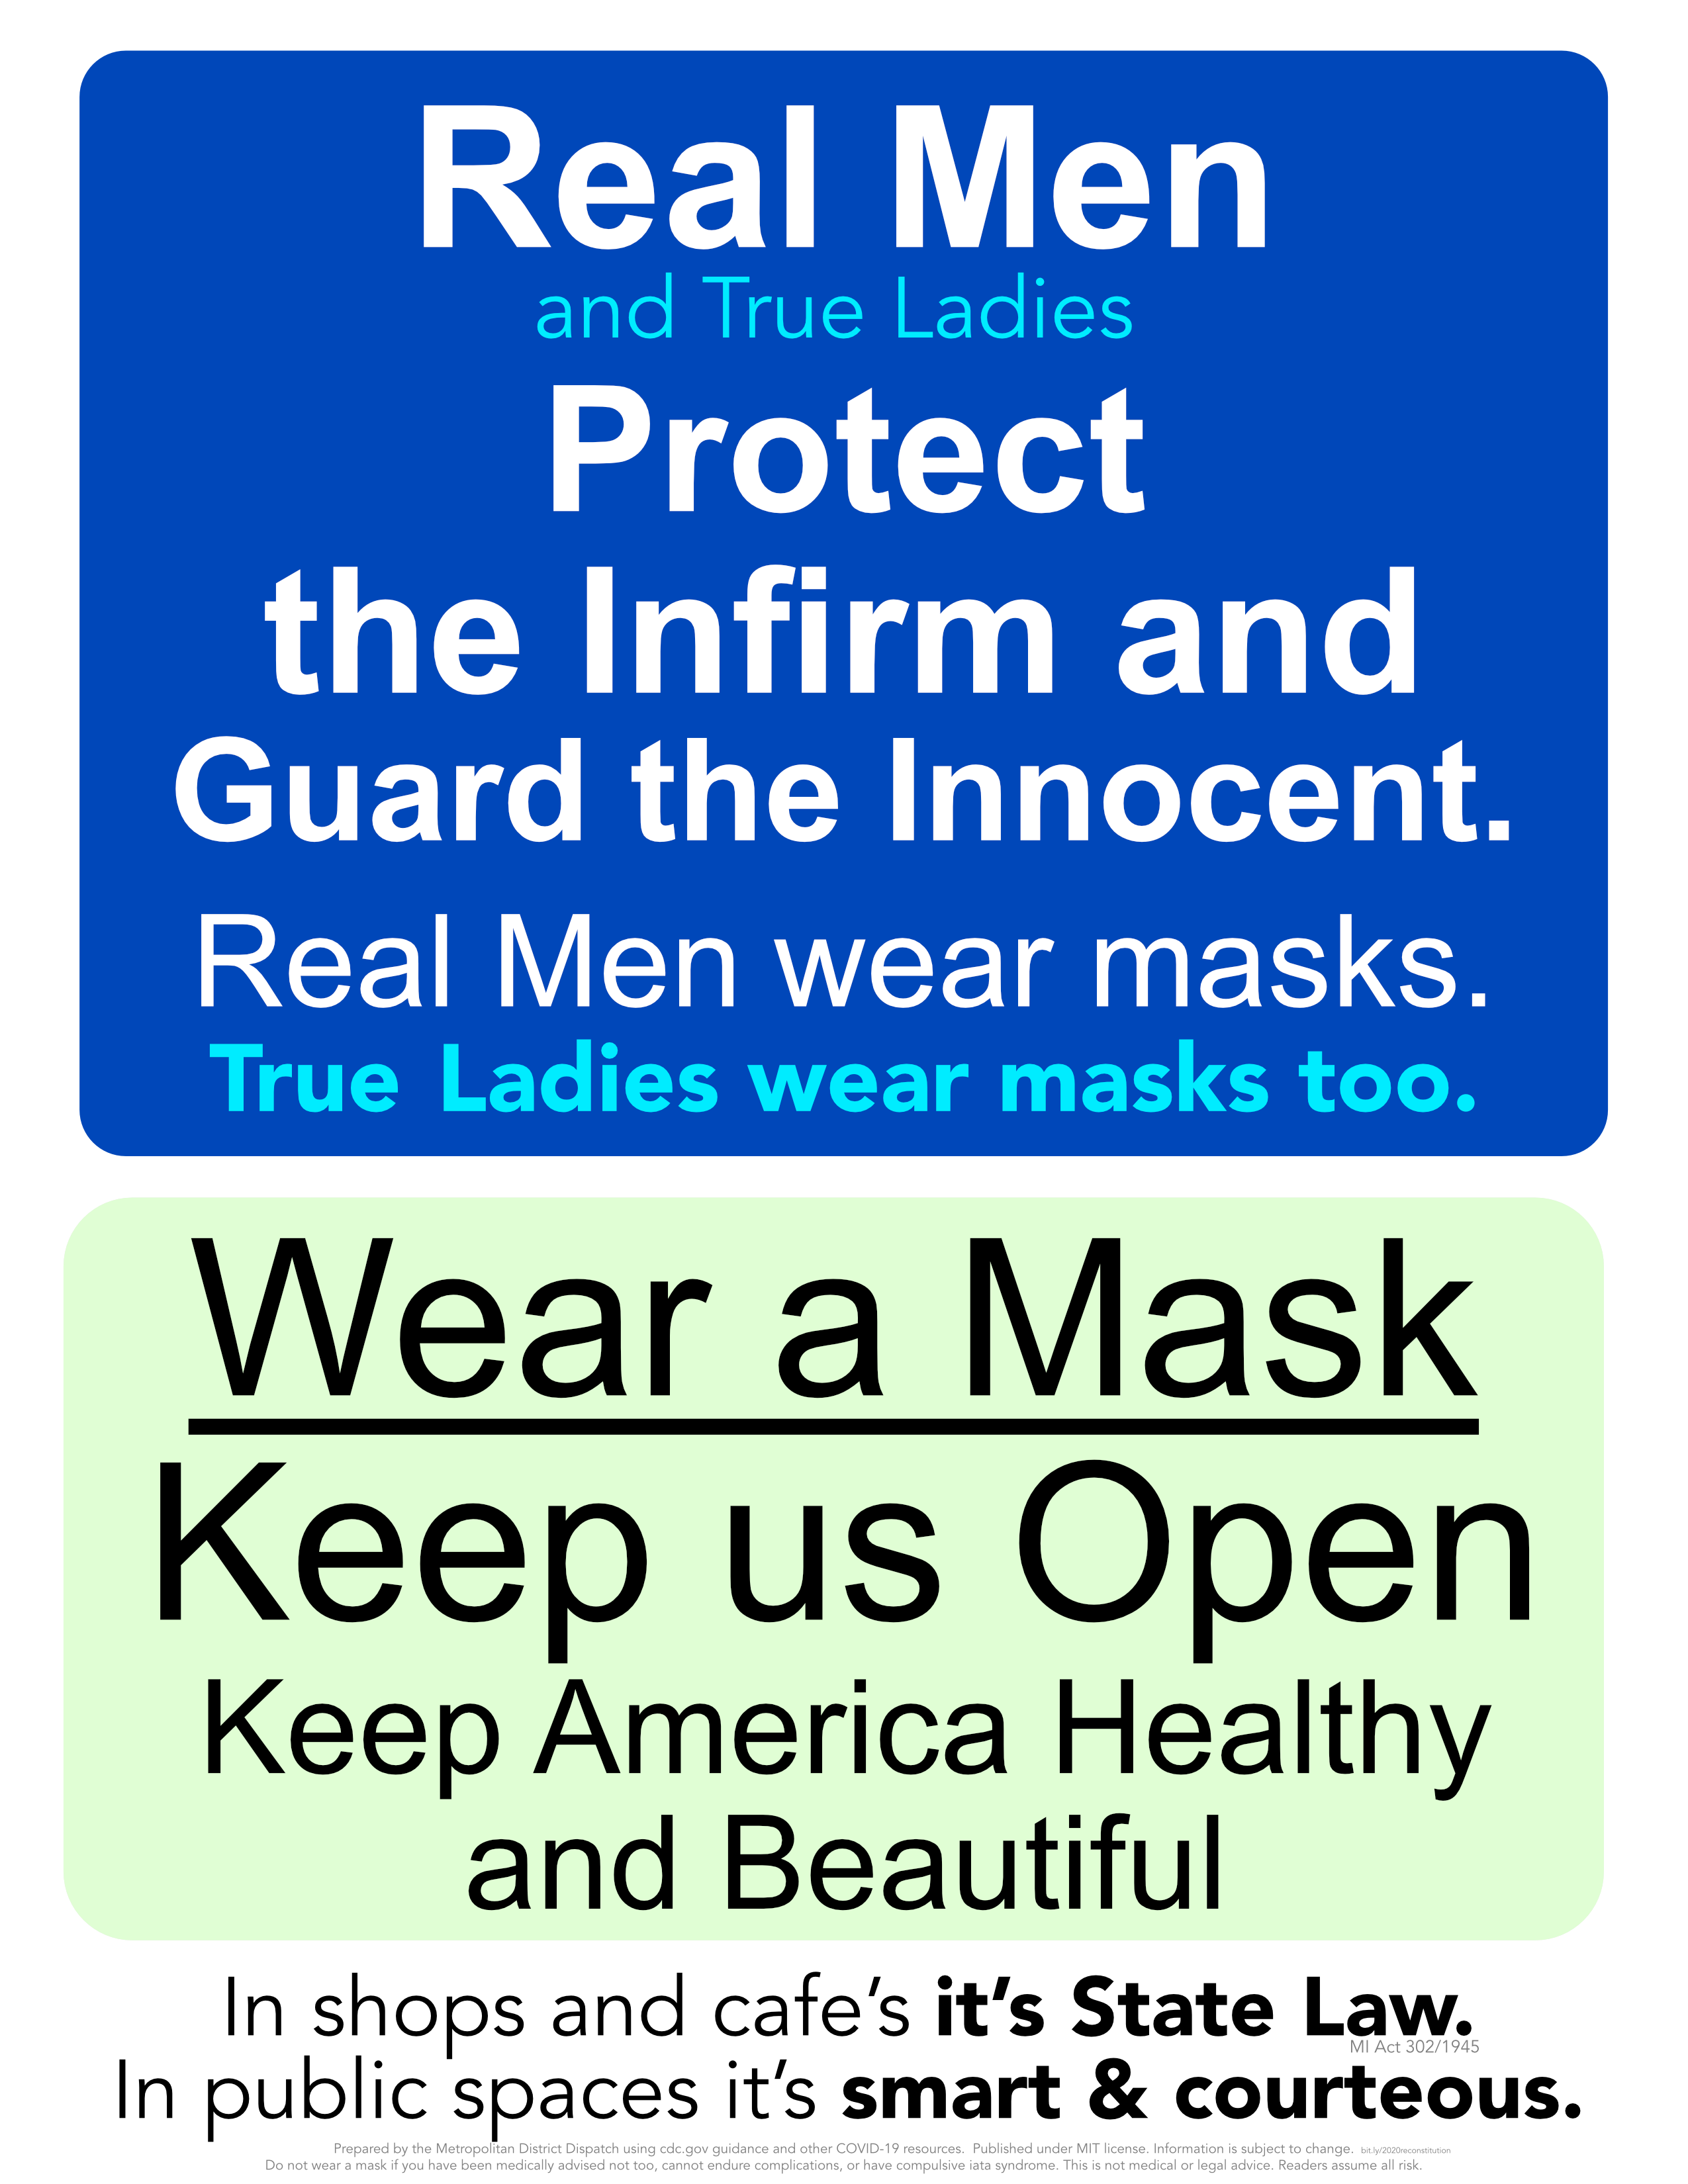 Real Men
and True Ladies
Protect
the Infirm and
Guard the Innocent.
Real Men wear masks.
True Ladies wear masks too.
Wear a Mask
Keep us Open
Keep America Healthy
and Beautiful
In shops and cafe’s it’s State Law.
MI Act 302/1945
In public spaces it’s smart & courteous.
Prepared by the Metropolitan District Dispatch using cdc.gov guidance and other COVID-19 resources. Published under MIT license. Information is subject to change. bit.ly/2020reconstitution
Do not wear a mask if you have been medically advised not too, cannot endure complications, or have compulsive iata syndrome. This is not medical or legal advice. Readers assume all risk.